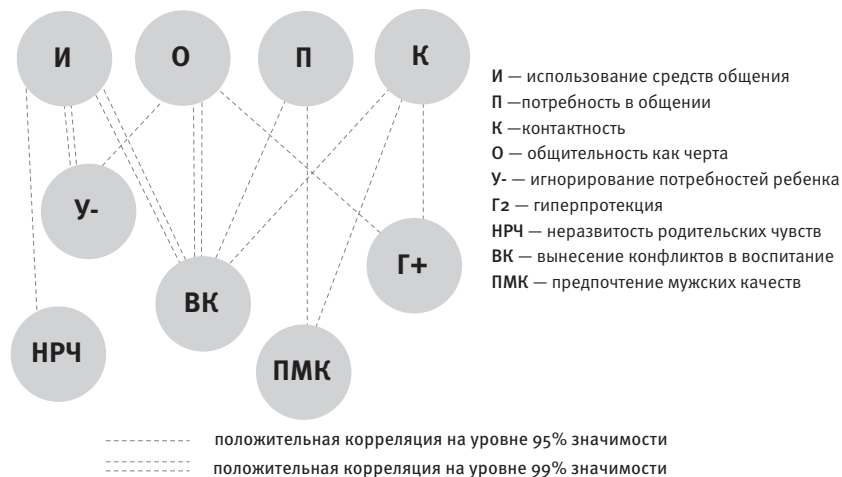 И
О
П
К
У-
Г+
ВК
НРЧ
ПМК
И — использование средств общения
П —потребность в общении
К —контактность
О — общительность как черта
У- — игнорирование потребностей ребенка
Г2 — гиперпротекция
НРЧ — неразвитость родительских чувств
ВК — вынесение конфликтов в воспитание
ПМК — предпочтение мужских качеств
положительная корреляция на уровне 95% значимости
положительная корреляция на уровне 99% значимости